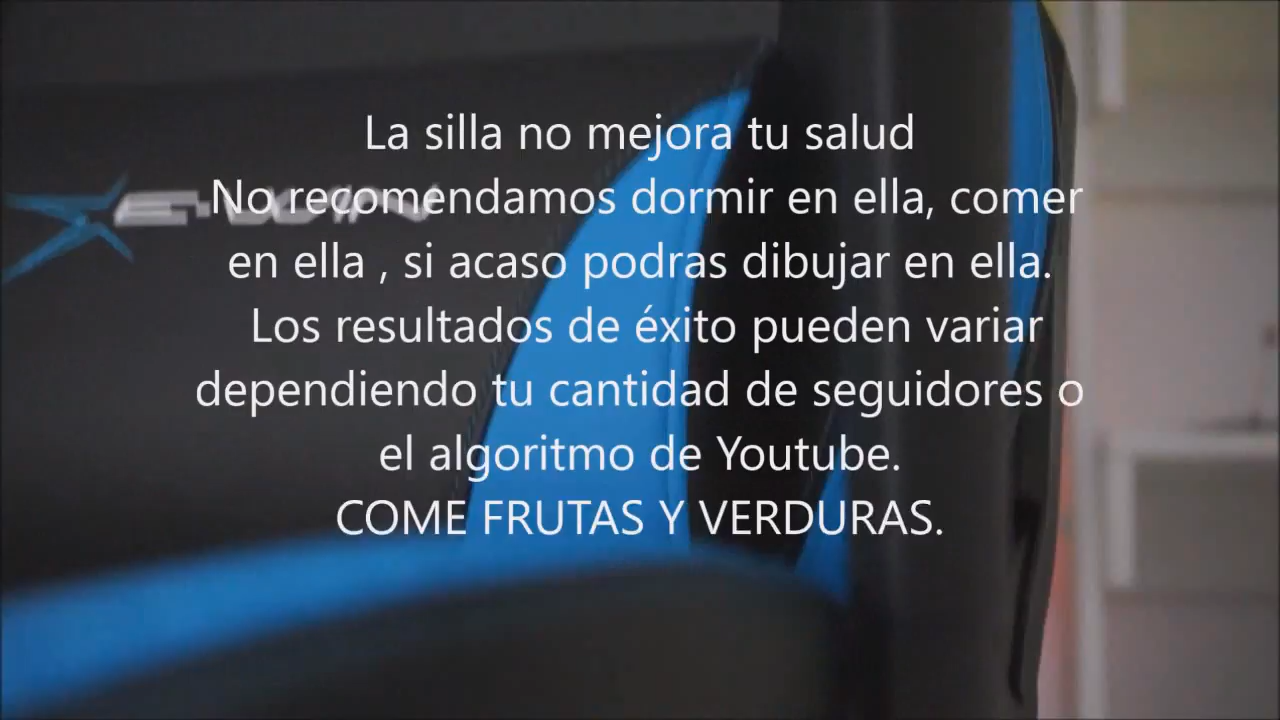 La silla no mejora tu salud
No recomendamos dormir en ella, comer
en ella , si acaso podras dibujar en ella.
Los resultados de éxito pueden variar
dependiendo tu cantidad de seguidores o
el algoritmo de Youtube.
COME FRUTAS Y VERDURAS.
E-WIN